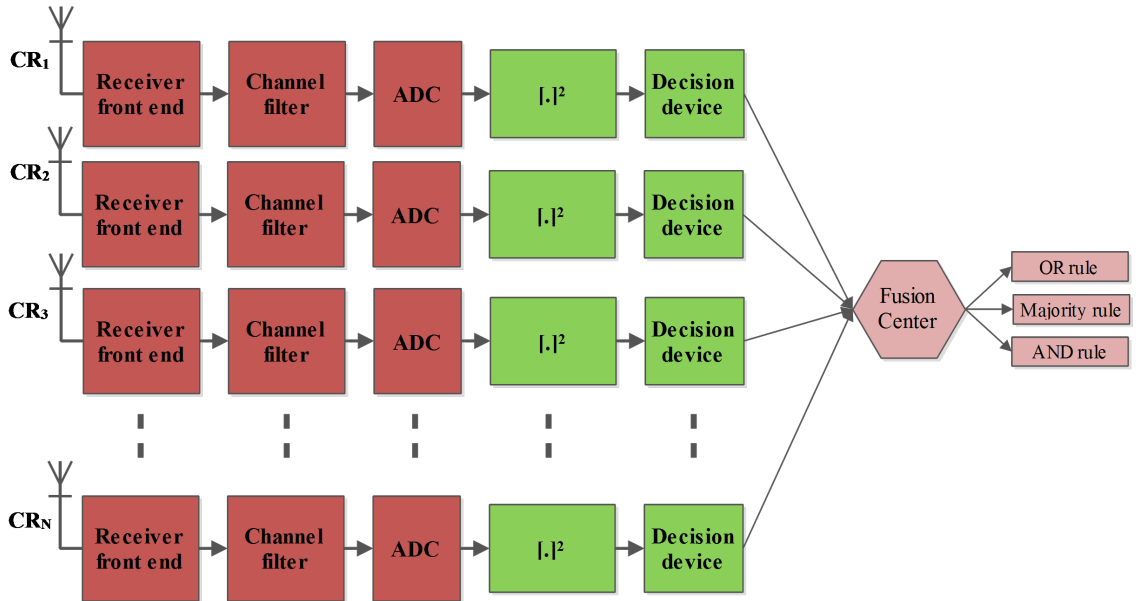 CR₁
Receiver
front end
Channel
filter
ADC
[.]²
Decision
device
CR₂
Receiver
front end
Channel
filter
ADC
[.]²
Decision
device
CR₃
Receiver
front end
Channel
filter
ADC
[.]²
Decision
device
Fusion
Center
OR rule
Majority rule
AND rule
CR_N
Receiver
front end
Channel
filter
ADC
[.]²
Decision
device